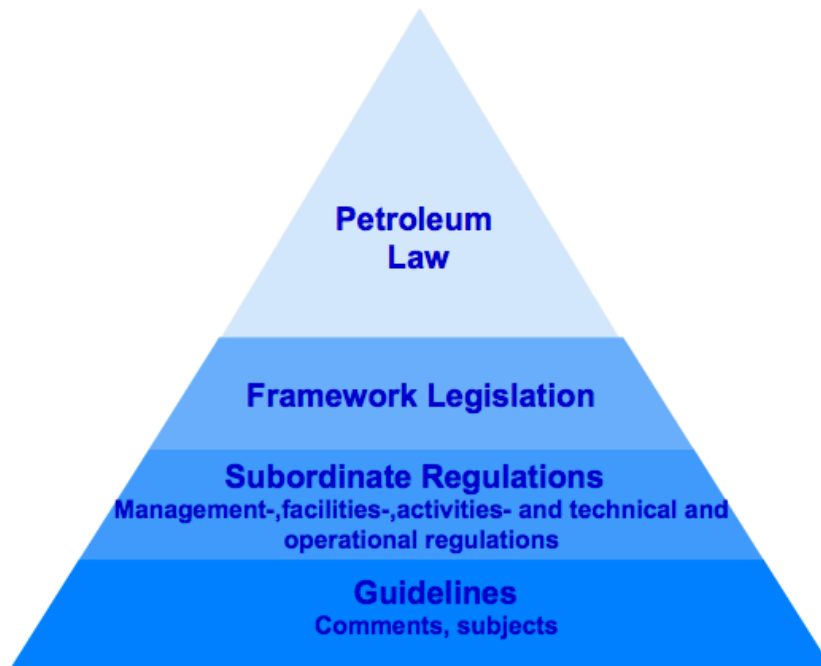 Petroleum
Law
Framework Legislation
Subordinate Regulations
Management-,facilities-,activities- and technical and
operational regulations
Guidelines
Comments, subjects